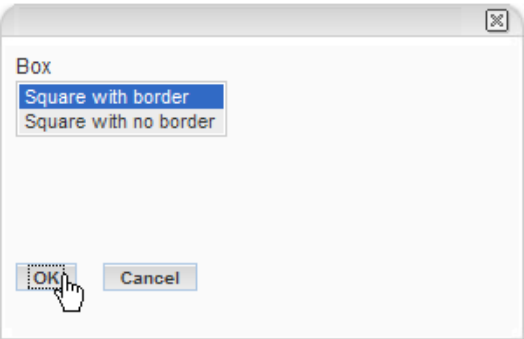 Box
Square with border
Square with no border
OK
Cancel